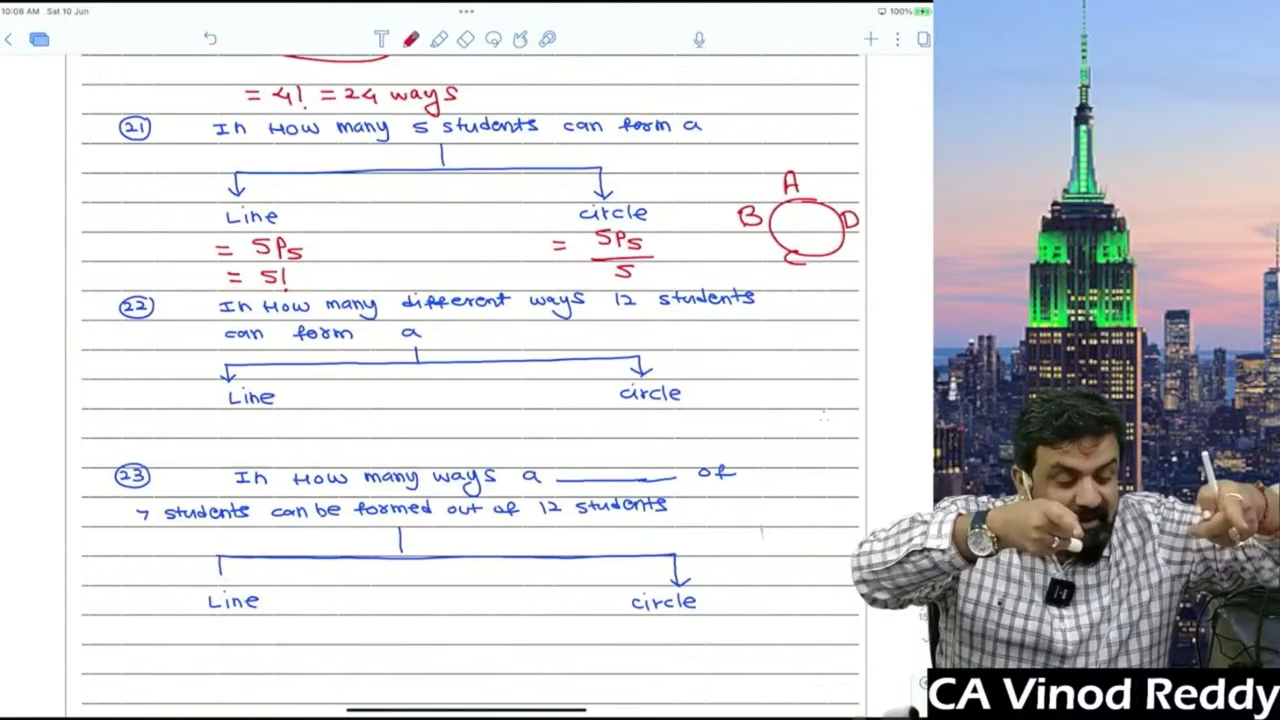 10:08 AM Sat 10 Jun
100%
= 4! = 24 ways
21 In How many 5 students can form a
Line
circle
= 5P5
= 5P5
5
= 5!
A
B
D
C
22 In How many different ways 12 students
can form a
Line
circle
23 In How many ways a ______ of
7 students can be formed out of 12 students
Line
circle
CA Vinod Reddy